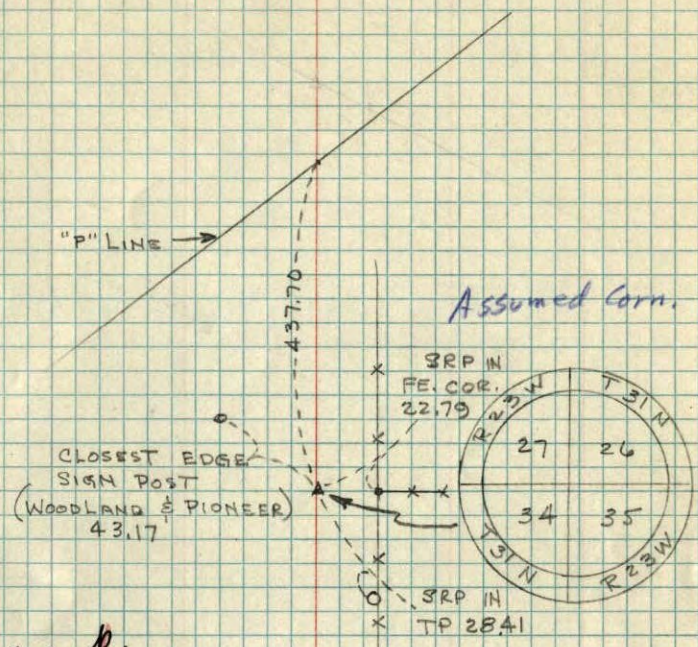 "P" LINE
437.70
Assumed Corn.
SRP IN
FE. COR.
22.79
CLOSEST EDGE
SIGN POST
(WOODLAND & PIONEER)
43.17
R23W
T31N
27
26
34
35
T31N
R23W
SRP IN
TP 28.41